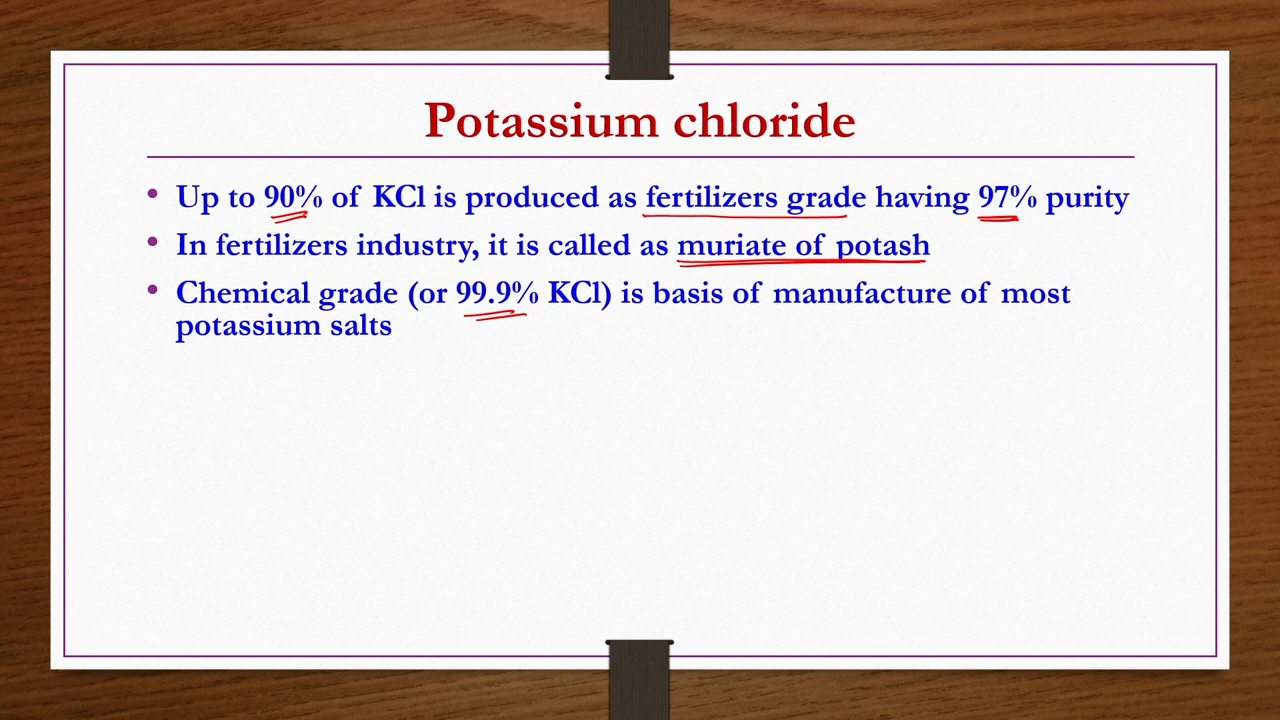 Potassium chloride
• Up to 90% of KCl is produced as fertilizers grade having 97% purity
• In fertilizers industry, it is called as muriate of potash
• Chemical grade (or 99.9% KCl) is basis of manufacture of most
potassium salts